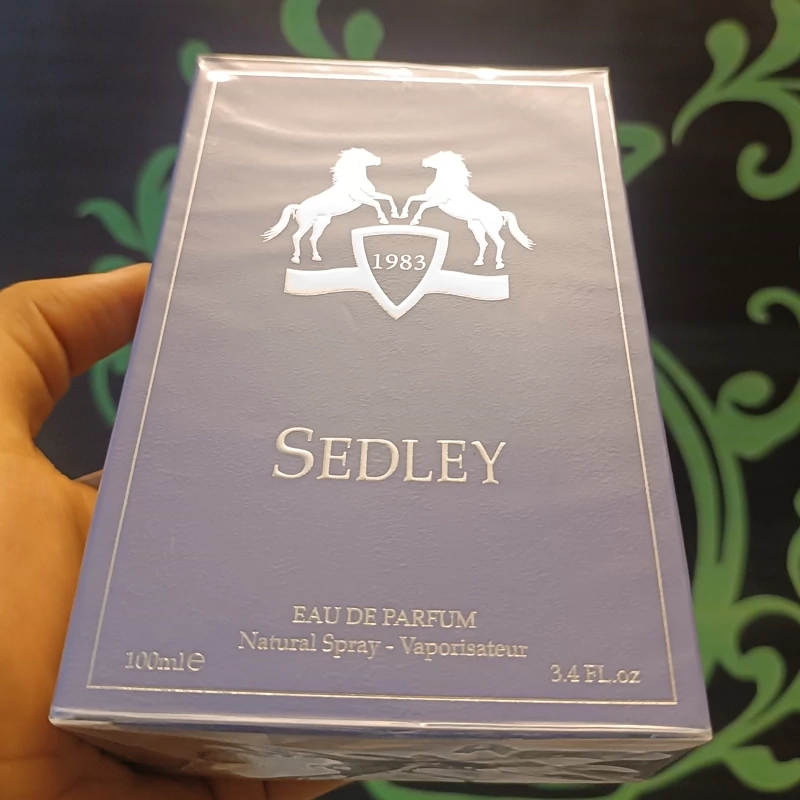 1983
SEDLEY
EAU DE PARFUM
Natural Spray - Vaporisateur
100ml℮
3.4 FL.oz